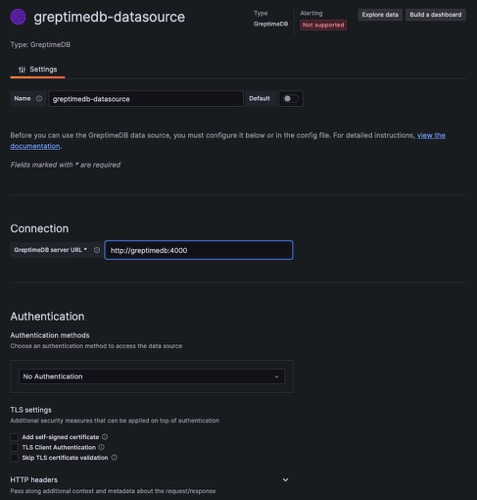 greptimedb-datasource
Type
GreptimeDB
Alerting
Not supported
Explore data
Build a dashboard
Type: GreptimeDB
Settings
Name
greptimedb-datasource
Default
Before you can use the GreptimeDB data source, you must configure it below or in the config file. For detailed instructions, view the
documentation.
Fields marked with * are required
Connection
GreptimeDB server URL *
http://greptimedb:4000
Authentication
Authentication methods
Choose an authentication method to access the data source
No Authentication
TLS settings
Additional security measures that can be applied on top of authentication
Add self-signed certificate
TLS Client Authentication
Skip TLS certificate validation
HTTP headers
Pass along additional context and metadata about the request/response